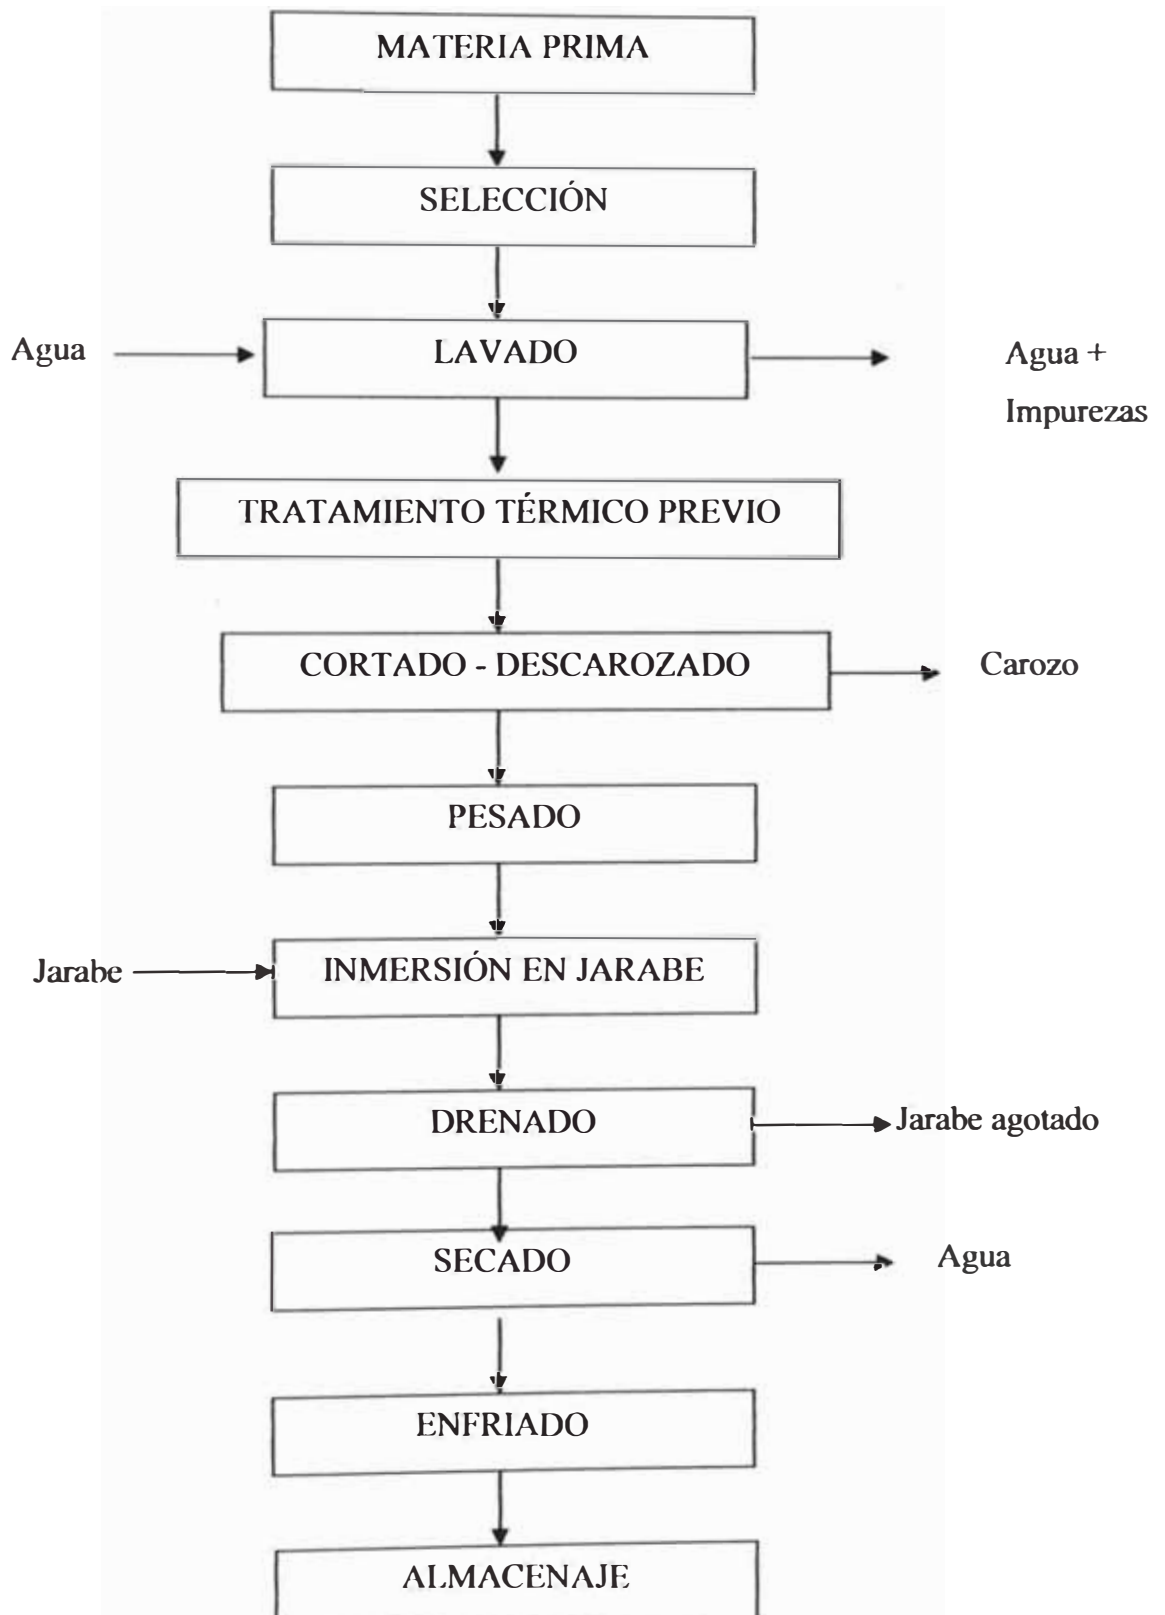 MATERIA PRIMA
SELECCIÓN
Agua
LAVADO
Agua +
Impurezas
TRATAMIENTO TÉRMICO PREVIO
CORTADO - DESCAROZADO
Carozo
PESADO
Jarabe
INMERSIÓN EN JARABE
DRENADO
Jarabe agotado
SECADO
Agua
ENFRIADO
ALMACENAJE